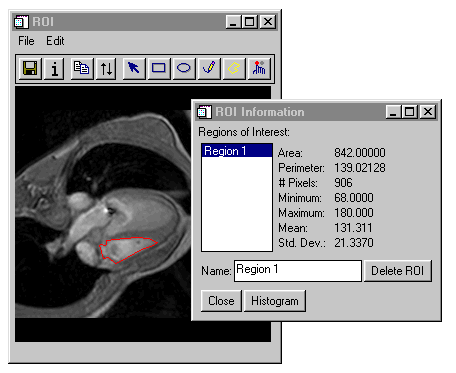 ROI
File Edit
ROI Information
Regions of Interest:
Region 1
Area: 842.00000
Perimeter: 139.02128
# Pixels: 906
Minimum: 68.0000
Maximum: 180.000
Mean: 131.311
Std. Dev.: 21.3370
Name: Region 1 Delete ROI
Close Histogram